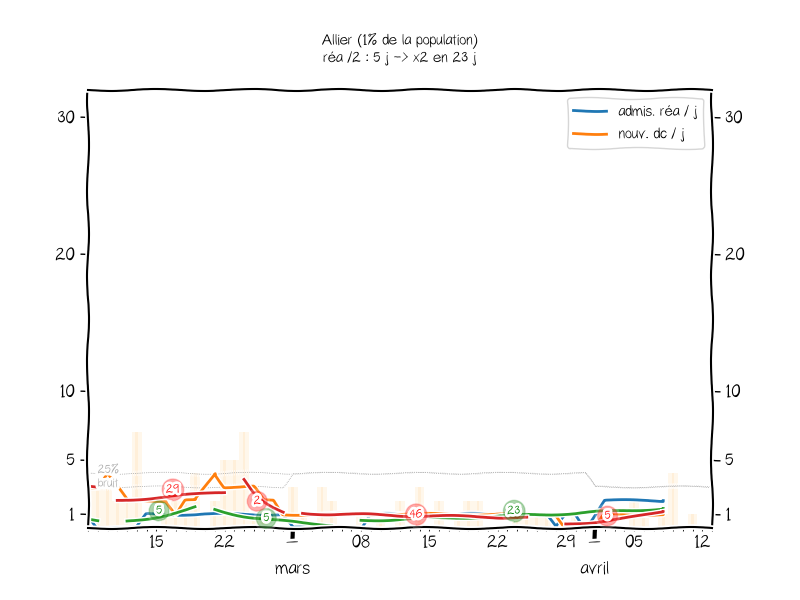 Allier (1% de la population)
réa /2 : 5 j -> x2 en 23 j
admis. réa / j
nouv. dc / j
30 30
20 20
10 10
5 5
1 1
25%
bruit
29
5
2
5
46
23
5
15 22 1 08 15 22 29 1 05 12
mars avril